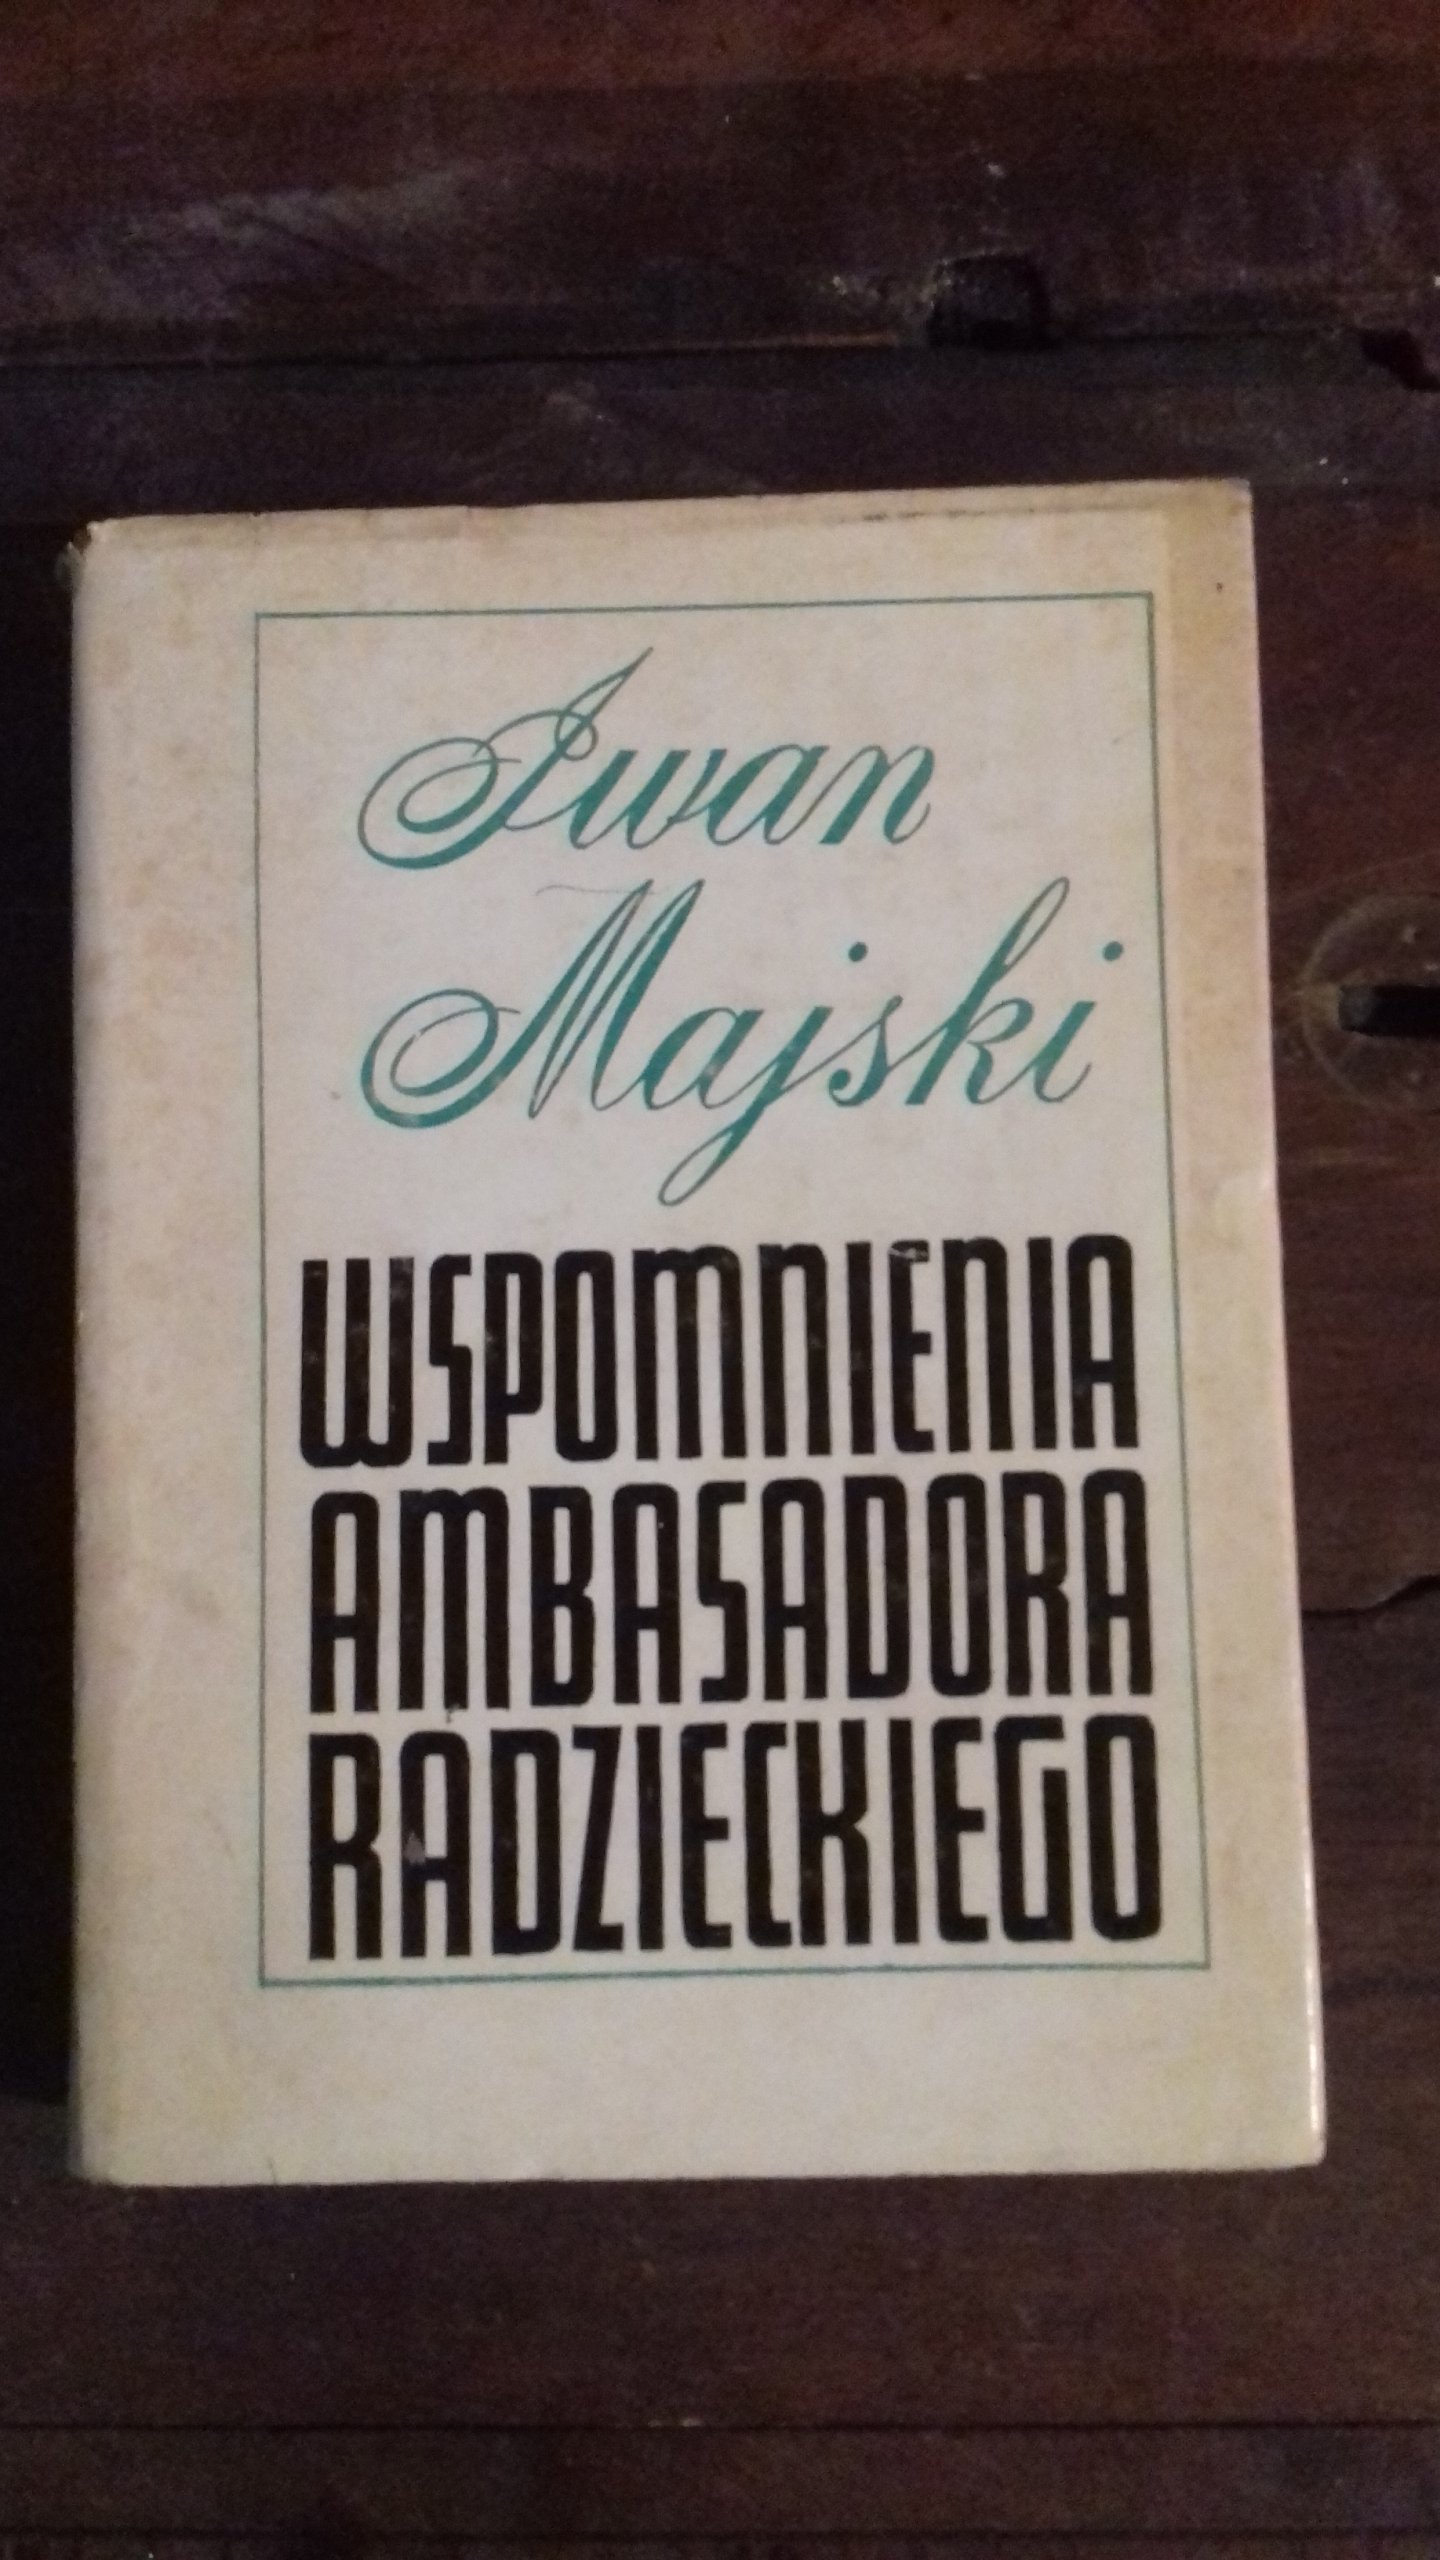 Iwan
Majski
WSPOMNIENIA
AMBASADORA
RADZIECKIEGO